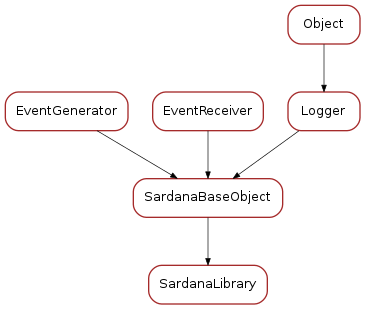 Object
EventGenerator
EventReceiver
Logger
SardanaBaseObject
SardanaLibrary